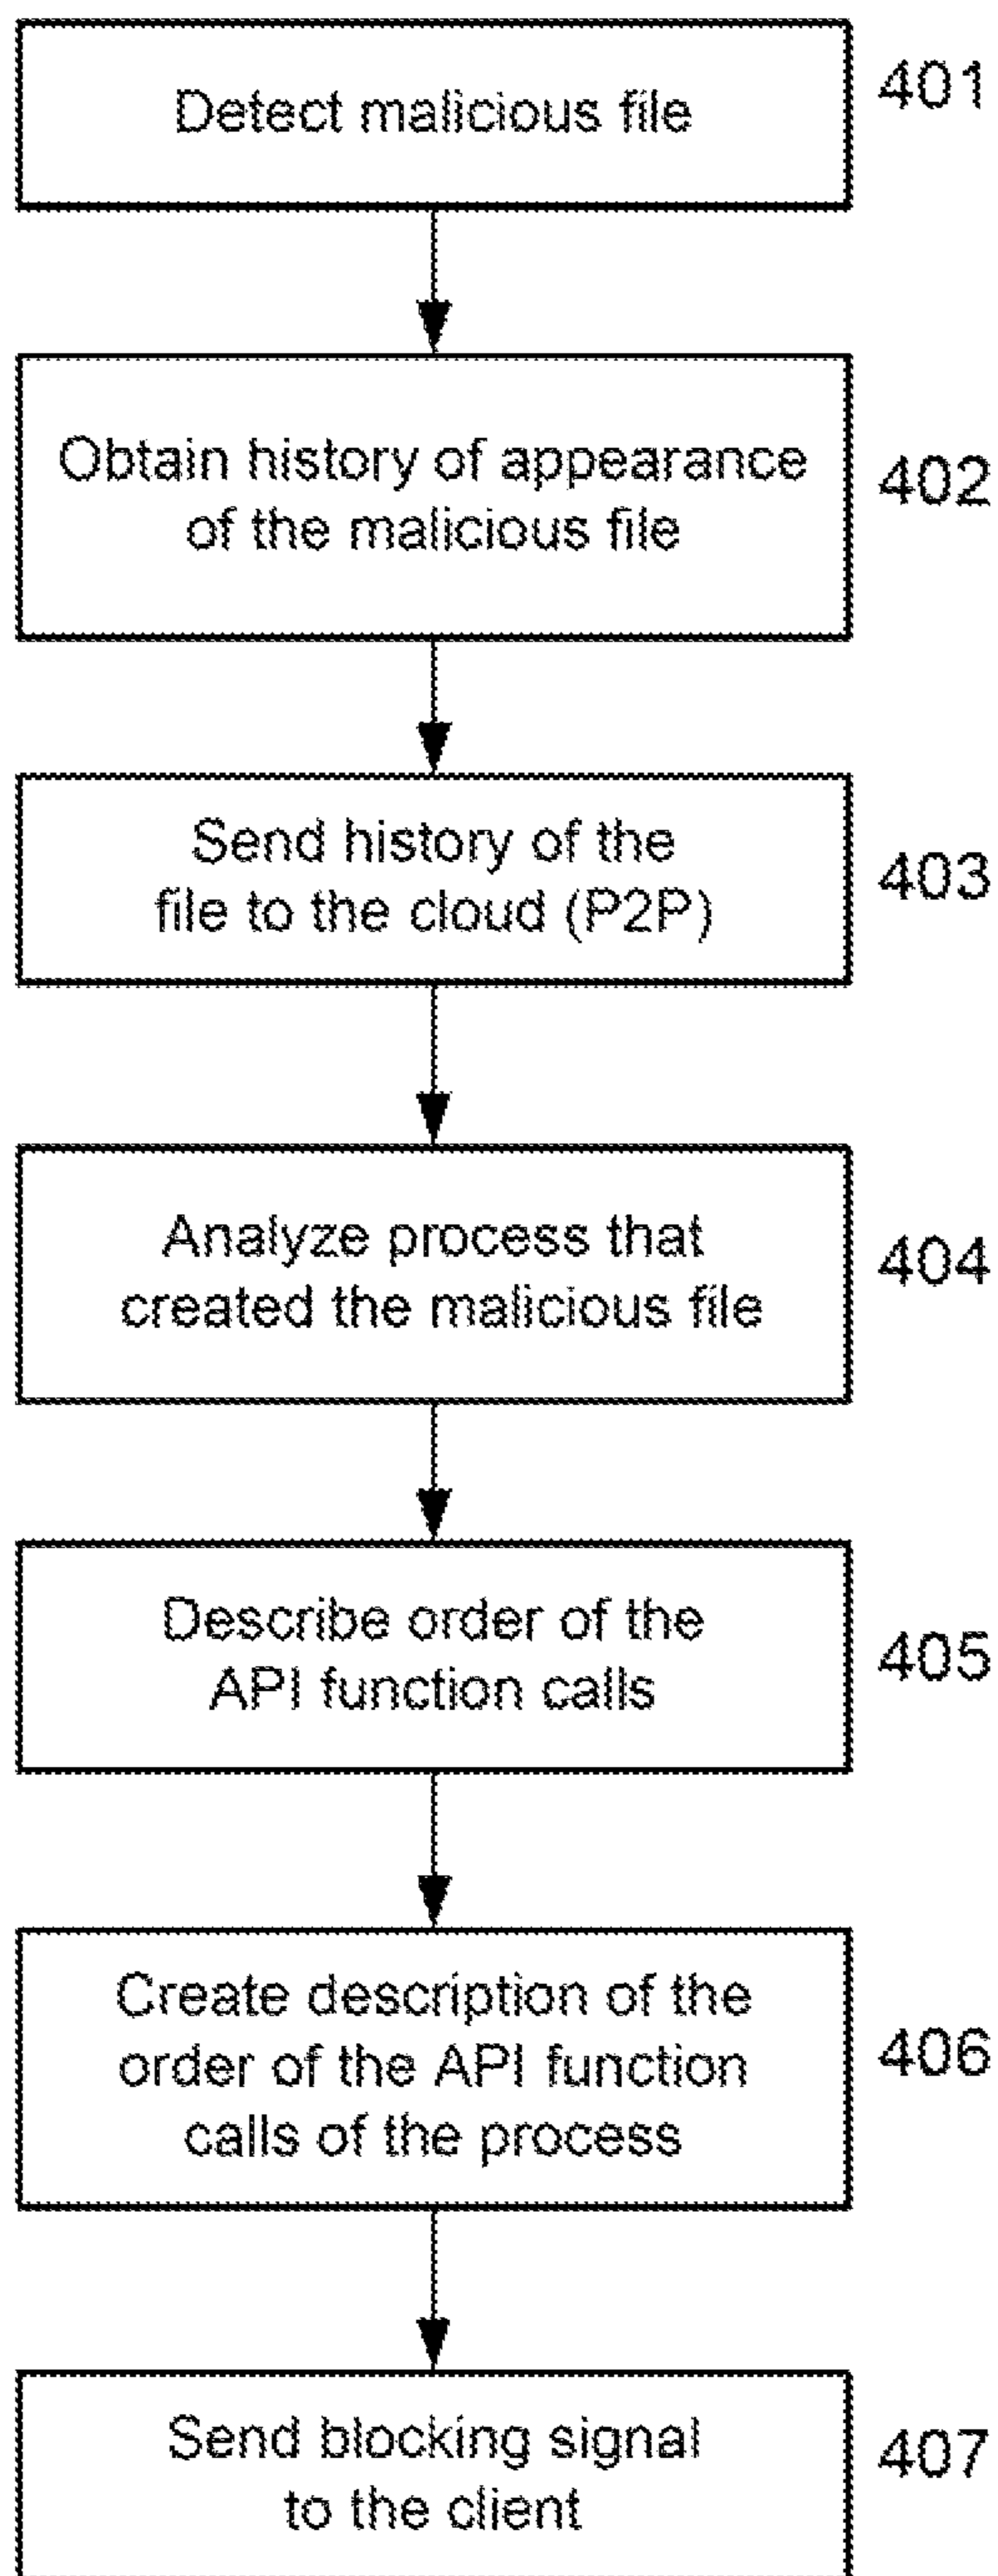 Detect malicious file
401
Obtain history of appearance
of the malicious file
402
Send history of the
file to the cloud (P2P)
403
Analyze process that
created the malicious file
404
Describe order of the
API function calls
405
Create description of the
order of the API function
calls of the process
406
Send blocking signal
to the client
407